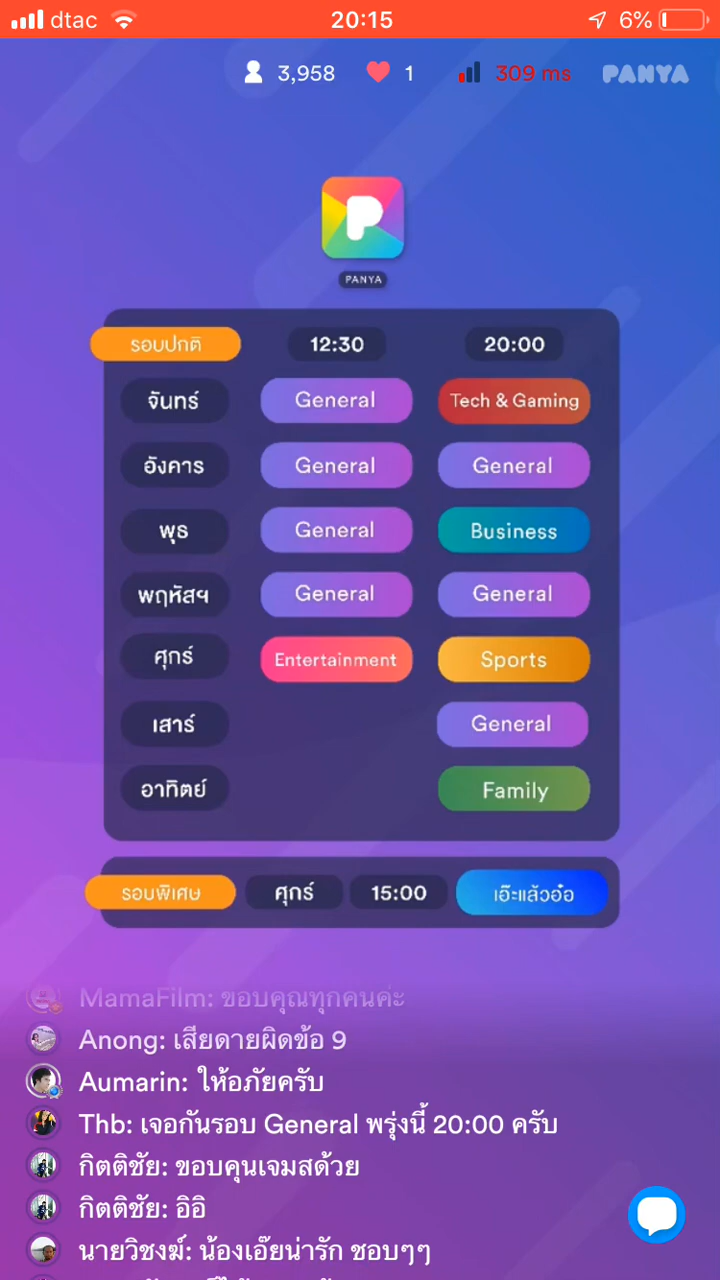 dtac 20:15 6%
3,958 1 309 ms PANYA
PANYA
รอบปกติ 12:30 20:00
จันทร์ General Tech & Gaming
อังคาร General General
พุธ General Business
พฤหัสฯ General General
ศุกร์ Entertainment Sports
เสาร์ General
อาทิตย์ Family
รอบพิเศษ ศุกร์ 15:00 เอ๊ะแล้วอ๋อ
MamaFilm: ขอบคุณทุกคนค่ะ
Anong: เสียดายผิดข้อ 9
Aumarin: ให้อภัยครับ
Thb: เจอกันรอบ General พรุ่งนี้ 20:00 ครับ
กิตติชัย: ขอบคุนเจมสด้วย
กิตติชัย: อิอิ
นายวิชงฆ์: น้องเอ๊ยน่ารัก ชอบๆๆ